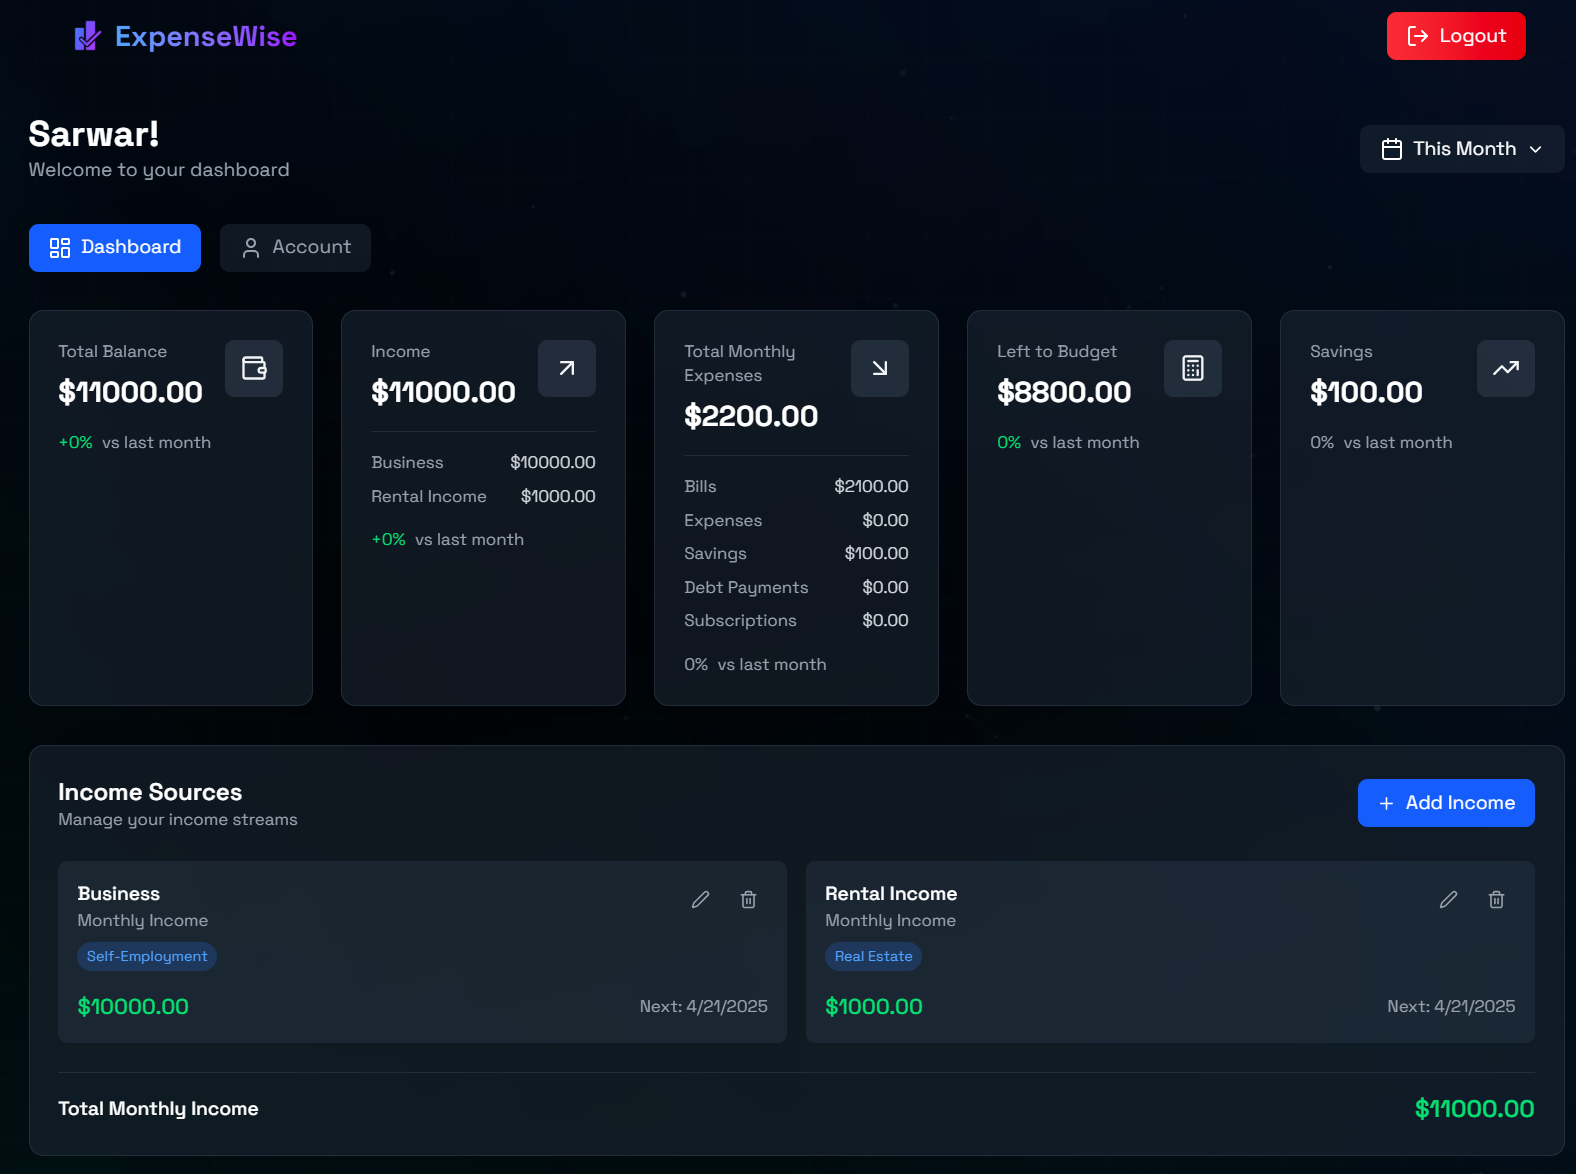 ExpenseWise
Logout
Sarwar!
Welcome to your dashboard
This Month
Dashboard
Account
Total Balance
$11000.00
+0% vs last month
Income
$11000.00
Business $10000.00
Rental Income $1000.00
+0% vs last month
Total Monthly
Expenses
$2200.00
Bills $2100.00
Expenses $0.00
Savings $100.00
Debt Payments $0.00
Subscriptions $0.00
0% vs last month
Left to Budget
$8800.00
0% vs last month
Savings
$100.00
0% vs last month
Income Sources
Manage your income streams
+ Add Income
Business
Monthly Income
Self-Employment
$10000.00
Next: 4/21/2025
Rental Income
Monthly Income
Real Estate
$1000.00
Next: 4/21/2025
Total Monthly Income
$11000.00